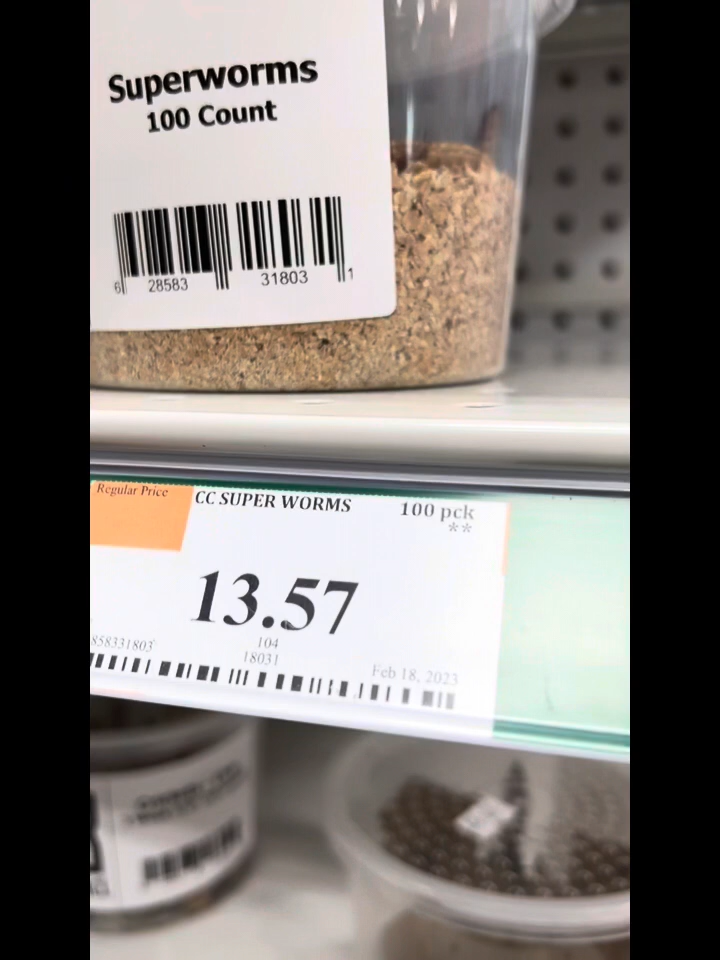 Superworms
100 Count
6 28583 31803 1
Regular Price
CC SUPER WORMS
100 pck
**
13.57
858331803
104
18031
Feb 18, 2023